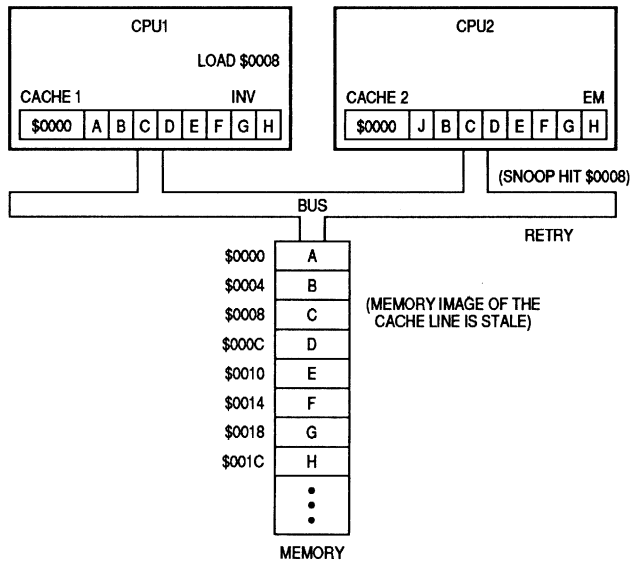 CPU1
LOAD $0008
CACHE 1 INV
$0000 A B C D E F G H
CPU2
CACHE 2 EM
$0000 J B C D E F G H
(SNOOP HIT $0008)
BUS
RETRY
$0000 A
$0004 B
$0008 C
$000C D
$0010 E
$0014 F
$0018 G
$001C H
(MEMORY IMAGE OF THE
CACHE LINE IS STALE)
MEMORY